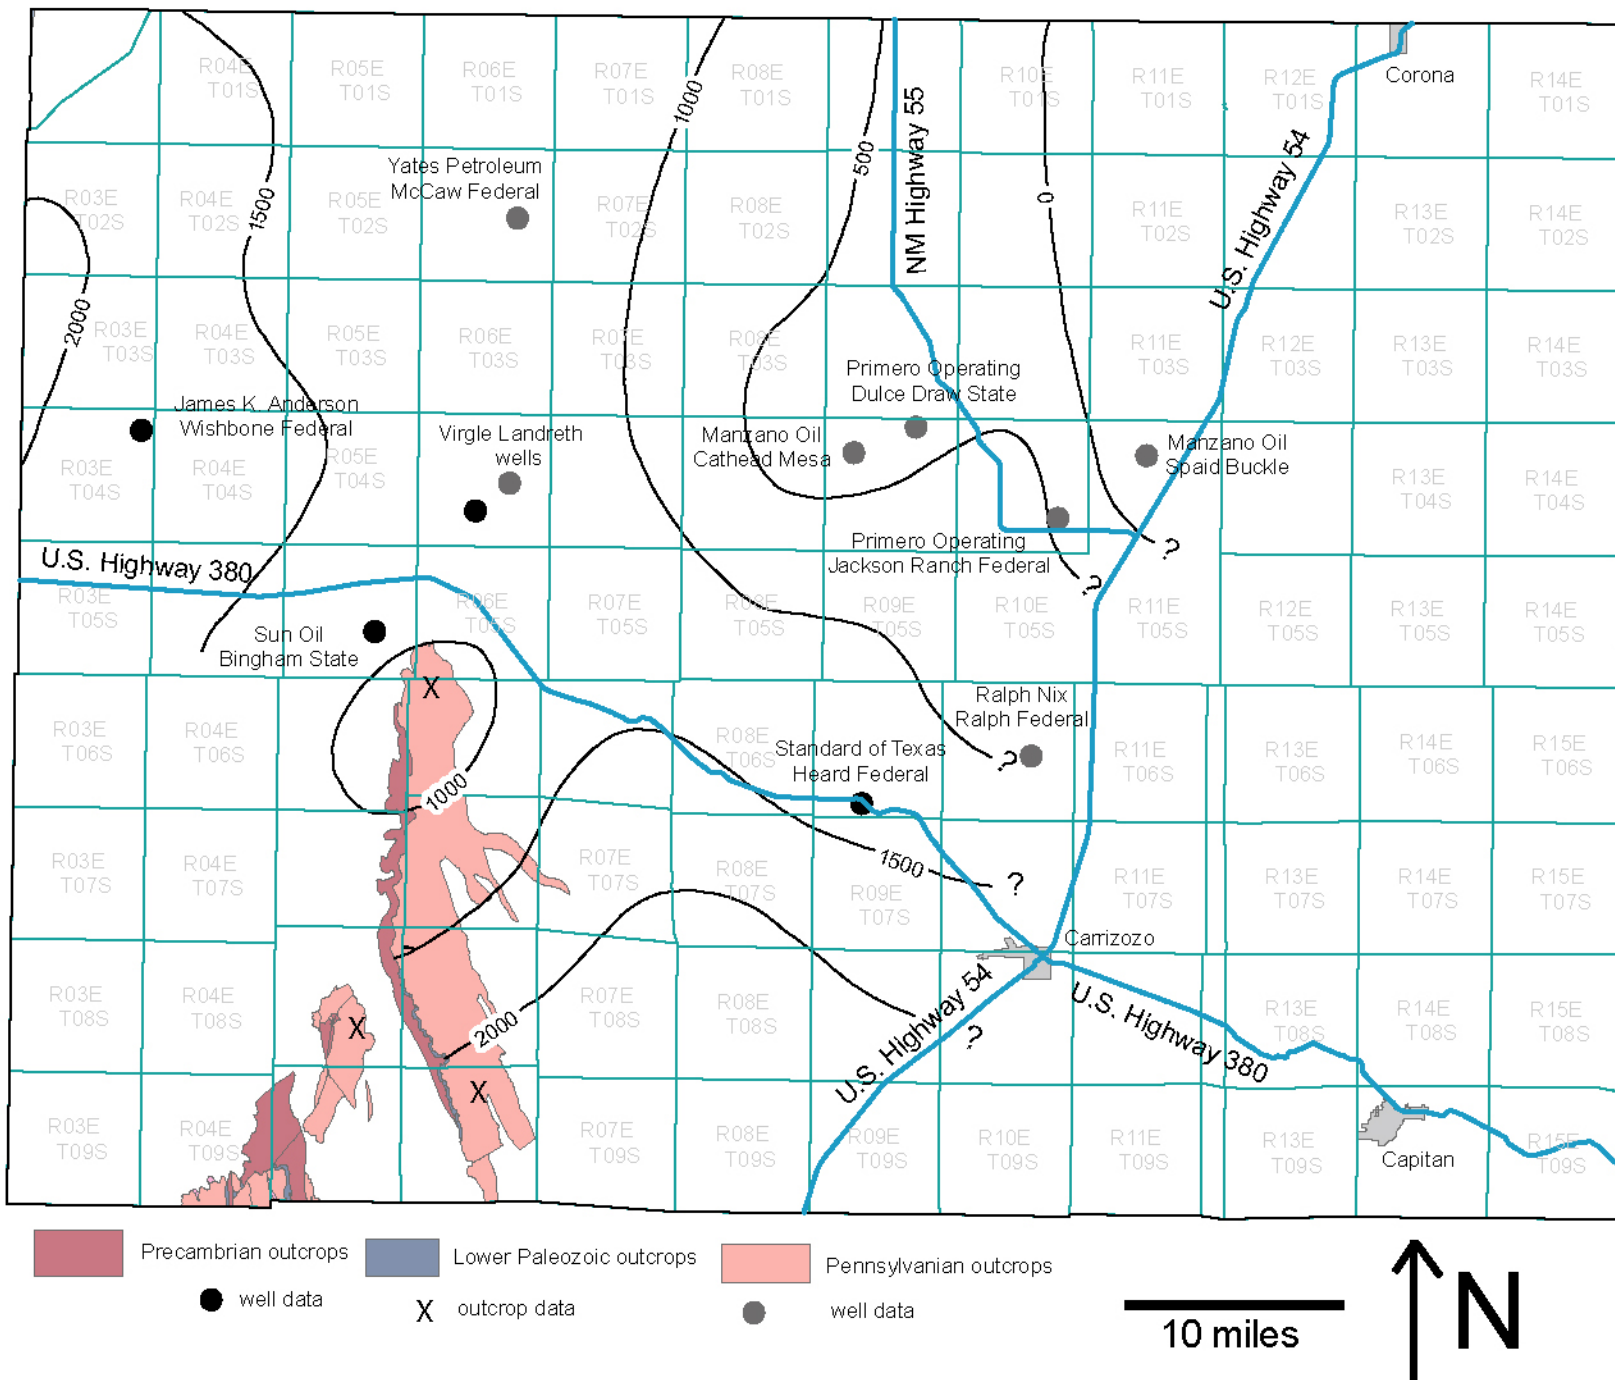 Corona
R04E
T01S
R05E
T01S
R06E
T01S
R07E
T01S
R08E
T01S
R10E
T01S
R11E
T01S
R12E
T01S
R14E
T01S
1000
500
0
1500
2000
NM Highway 55
U.S. Highway 54
Yates Petroleum
McCaw Federal
R03E
T02S
R04E
T02S
R05E
T02S
R07E
T02S
R08E
T02S
R11E
T02S
R13E
T02S
R14E
T02S
R03E
T03S
R04E
T03S
R05E
T03S
R06E
T03S
R07E
T03S
R08E
T03S
R11E
T03S
R12E
T03S
R13E
T03S
R14E
T03S
Primero Operating
Dulce Draw State
James K. Anderson
Wishbone Federal
Virgle Landreth
wells
Manzano Oil
Cathead Mesa
Manzano Oil
Spaid Buckle
R03E
T04S
R04E
T04S
R05E
T04S
R13E
T04S
R14E
T04S
Primero Operating
Jackson Ranch Federal
?
?
U.S. Highway 380
R03E
T05S
R06E
T05S
R07E
T05S
R08E
T05S
R09E
T05S
R10E
T05S
R11E
T05S
R12E
T05S
R13E
T05S
R14E
T05S
Sun Oil
Bingham State
X
Ralph Nix
Ralph Federal
R03E
T06S
R04E
T06S
R08E
T06S
R11E
T06S
R13E
T06S
R14E
T06S
R15E
T06S
Standard of Texas
Heard Federal
?
1000
1500
?
R03E
T07S
R04E
T07S
R07E
T07S
R08E
T07S
R09E
T07S
R11E
T07S
R13E
T07S
R14E
T07S
R15E
T07S
Carrizozo
R03E
T08S
R04E
T08S
X
2000
R07E
T08S
R08E
T08S
U.S. Highway 54
?
U.S. Highway 380
R13E
T08S
R14E
T08S
R15E
T08S
X
R03E
T09S
R04E
T09S
R07E
T09S
R08E
T09S
R09E
T09S
R10E
T09S
R11E
T09S
R13E
T09S
Capitan
R15E
T09S
Precambrian outcrops
Lower Paleozoic outcrops
Pennsylvanian outcrops
well data
X outcrop data
well data
10 miles
N